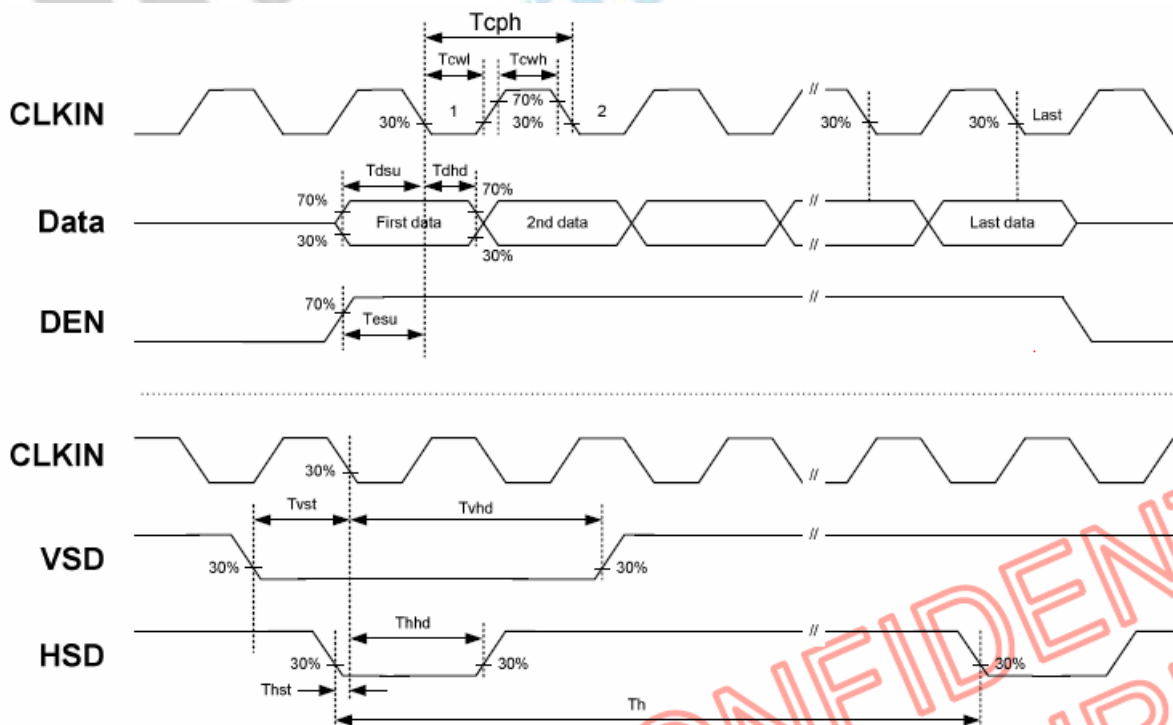 Tcph
Tcwl Tcwh
CLKIN 30% 1 70% 30% 2 // 30% 30% Last
Tdsu Tdhd
70% 70%
Data First data 2nd data // Last data
30% 30% //
70% //
DEN Tesu
CLKIN 30% //
Tvst Tvhd
VSD 30% 30% //
Thhd //
HSD 30% 30% 30%
Thst
Th